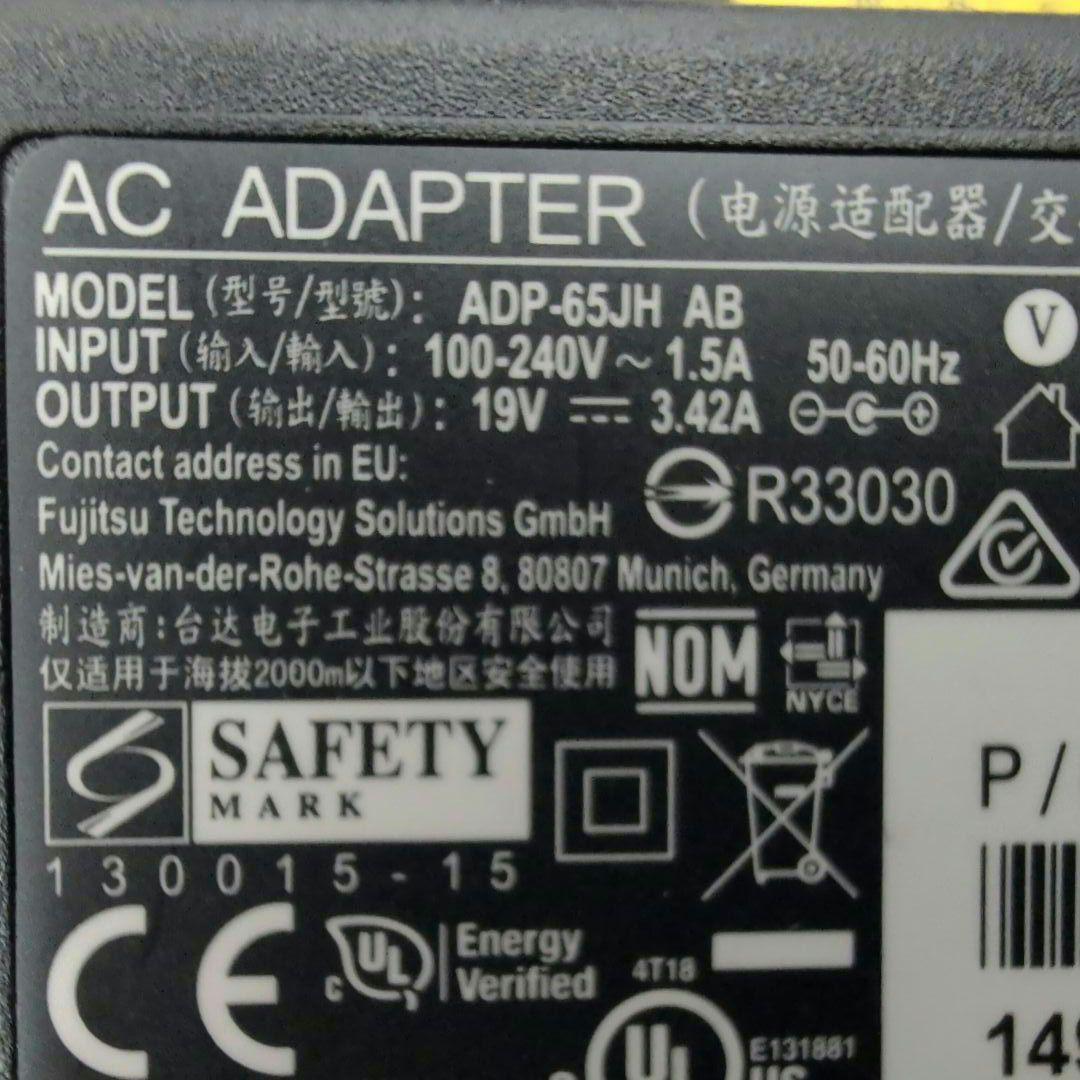 AC ADAPTER (电源适配器/交
MODEL (型号/型號): ADP-65JH AB
INPUT (输入/輸入): 100-240V ~ 1.5A 50-60Hz
OUTPUT (输出/輸出): 19V ⎓ 3.42A
V
Contact address in EU:
R33030
Fujitsu Technology Solutions GmbH
Mies-van-der-Rohe-Strasse 8, 80807 Munich, Germany
制造商:台达电子工业股份有限公司
仅适用于海拔2000m以下地区安全使用
NOM
NYCE
SAFETY
MARK
130015-15
P/
CE
c UL
Energy
Verified
4T18
UL
E131881
US
149